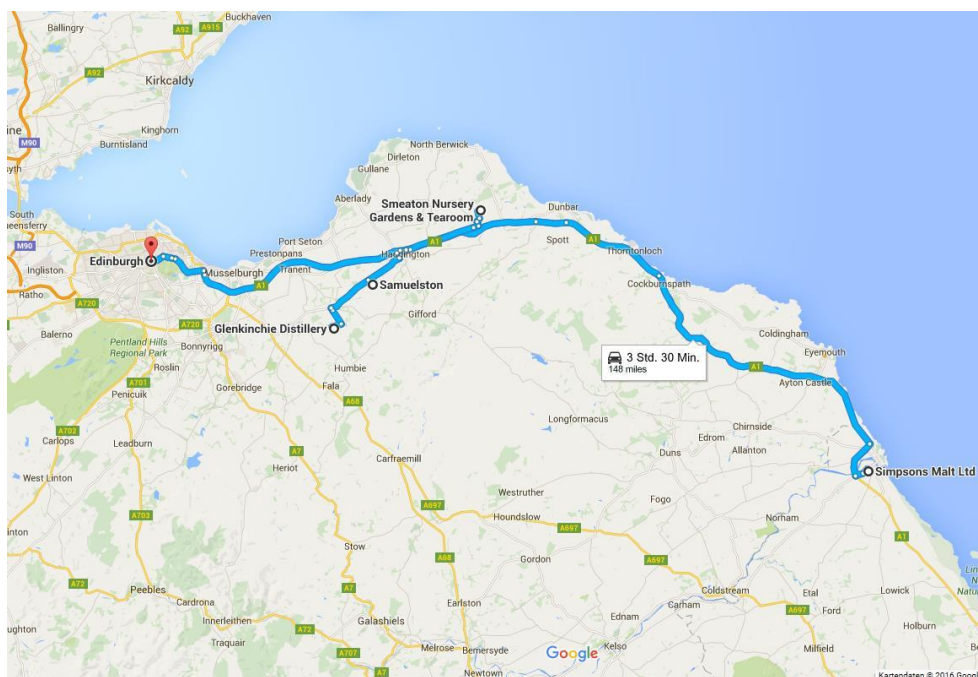 Buckhaven
Ballingry
A92
A915
A92
Kirkcaldy
M90
Kinghorn
Burntisland
North Berwick
Dirleton
Gullane
Aberlady
Smeaton Nursery
Gardens & Tearoom
Dunbar
South
M90
Port Seton
A1
Spott
A1
Thorntonloch
Prestonpans
Haddington
Edinburgh
Musselburgh
Tranent
Ingliston
A1
Cockburnspath
Ratho
A720
Samuelston
Gifford
Coldingham
A720
Glenkinchie Distillery
Balerno
Pentland Hills
Regional Park
Bonnyrigg
Eyemouth
3 Std. 30 Min.
148 miles
Roslin
Humbie
A1
Ayton Castle
A701
Gorebridge
Fala
Penicuik
A68
Longformacus
Chirnside
A702
Carlops
Leadburn
A7
Edrom
Allanton
Duns
Carfraemill
Simpsons Malt Ltd
West Linton
Heriot
Westruther
Fogo
Norham
A703
Houndslow
A697
A1
Stow
Gordon
A697
A68
A72
A7
Coldstream
Etal
Lowick
Peebles
Cardrona
Earlston
Ednam
Carham
A697
Ford
Innerleithen
A72
Galashiels
Holburn
Traquair
Google
Kelso
Milfield
A707
Melrose
Bemersyde
A7
Newtown
Kartendaten © 2016 Goog